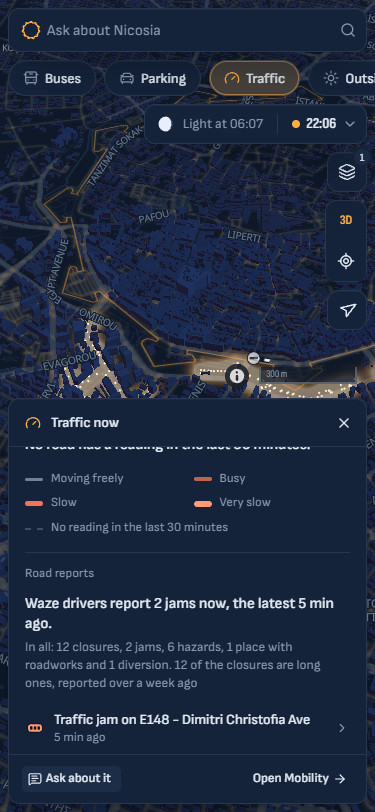 Ask about Nicosia
Buses
Parking
Traffic
Outsi
Light at 06:07
22:06
1
TANZIMAT SOKAK
PAFOU
3D
LIPERTI
EGYPT AVENUE
OMIROU
EVAGOROU
300 m
Traffic now
No road has a reading in the last 30 minutes.
Moving freely
Busy
Slow
Very slow
No reading in the last 30 minutes
Road reports
Waze drivers report 2 jams now, the latest 5 min
ago.
In all: 12 closures, 2 jams, 6 hazards, 1 place with
roadworks and 1 diversion. 12 of the closures are long
ones, reported over a week ago
Traffic jam on E148 - Dimitri Christofia Ave
5 min ago
Ask about it
Open Mobility